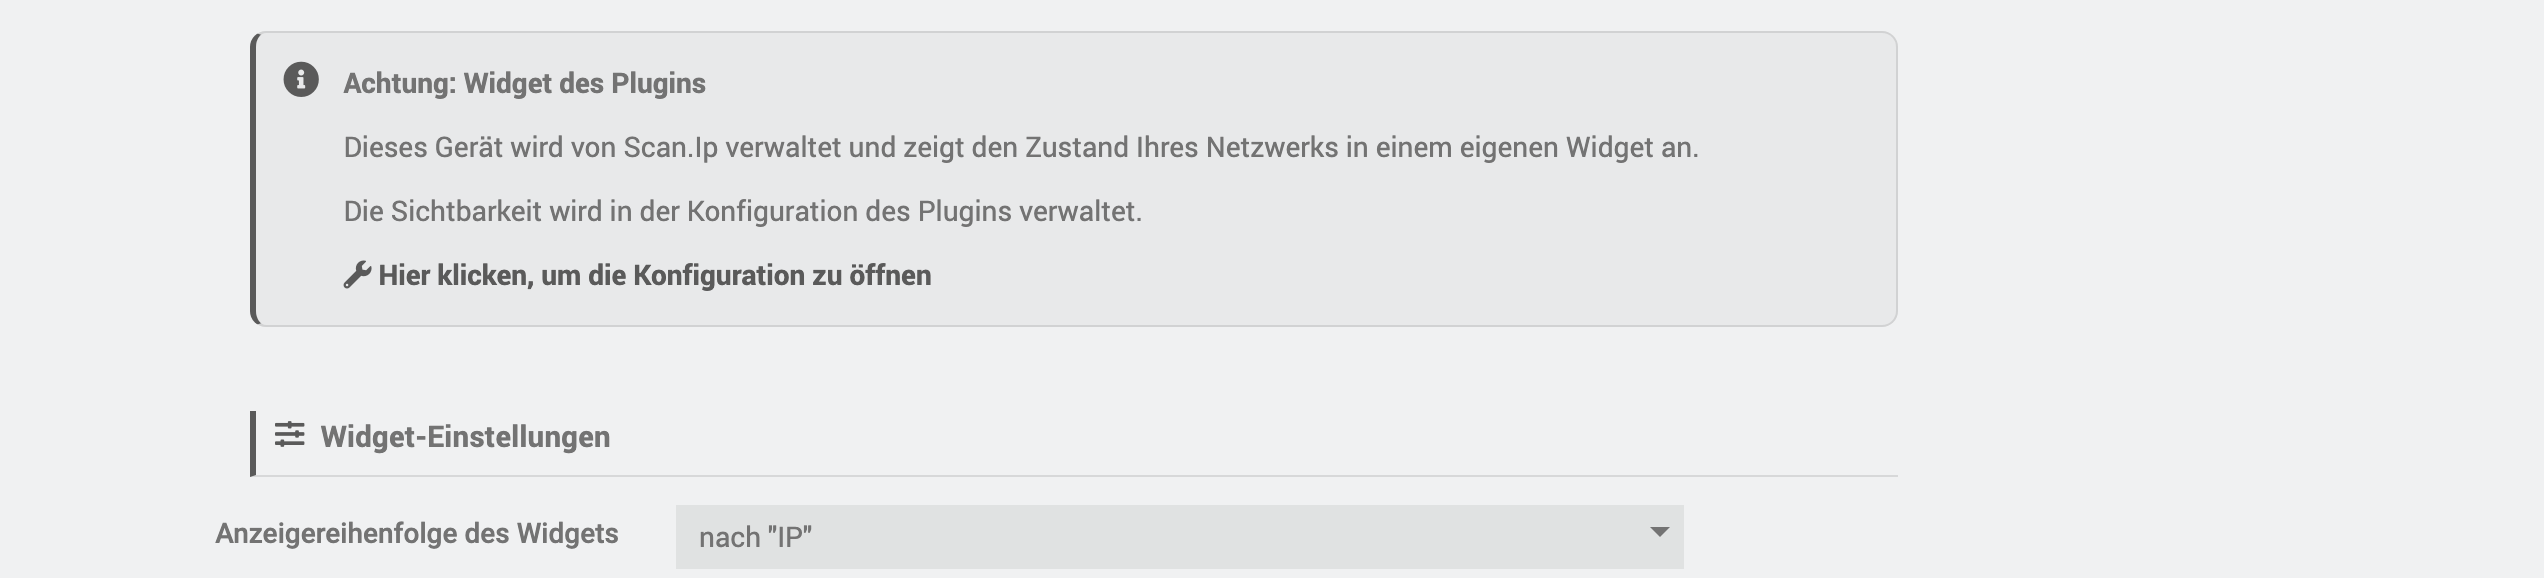 Achtung: Widget des Plugins
Dieses Gerät wird von Scan.Ip verwaltet und zeigt den Zustand Ihres Netzwerks in einem eigenen Widget an.
Die Sichtbarkeit wird in der Konfiguration des Plugins verwaltet.
Hier klicken, um die Konfiguration zu öffnen
Widget-Einstellungen
Anzeigereihenfolge des Widgets
nach "IP"